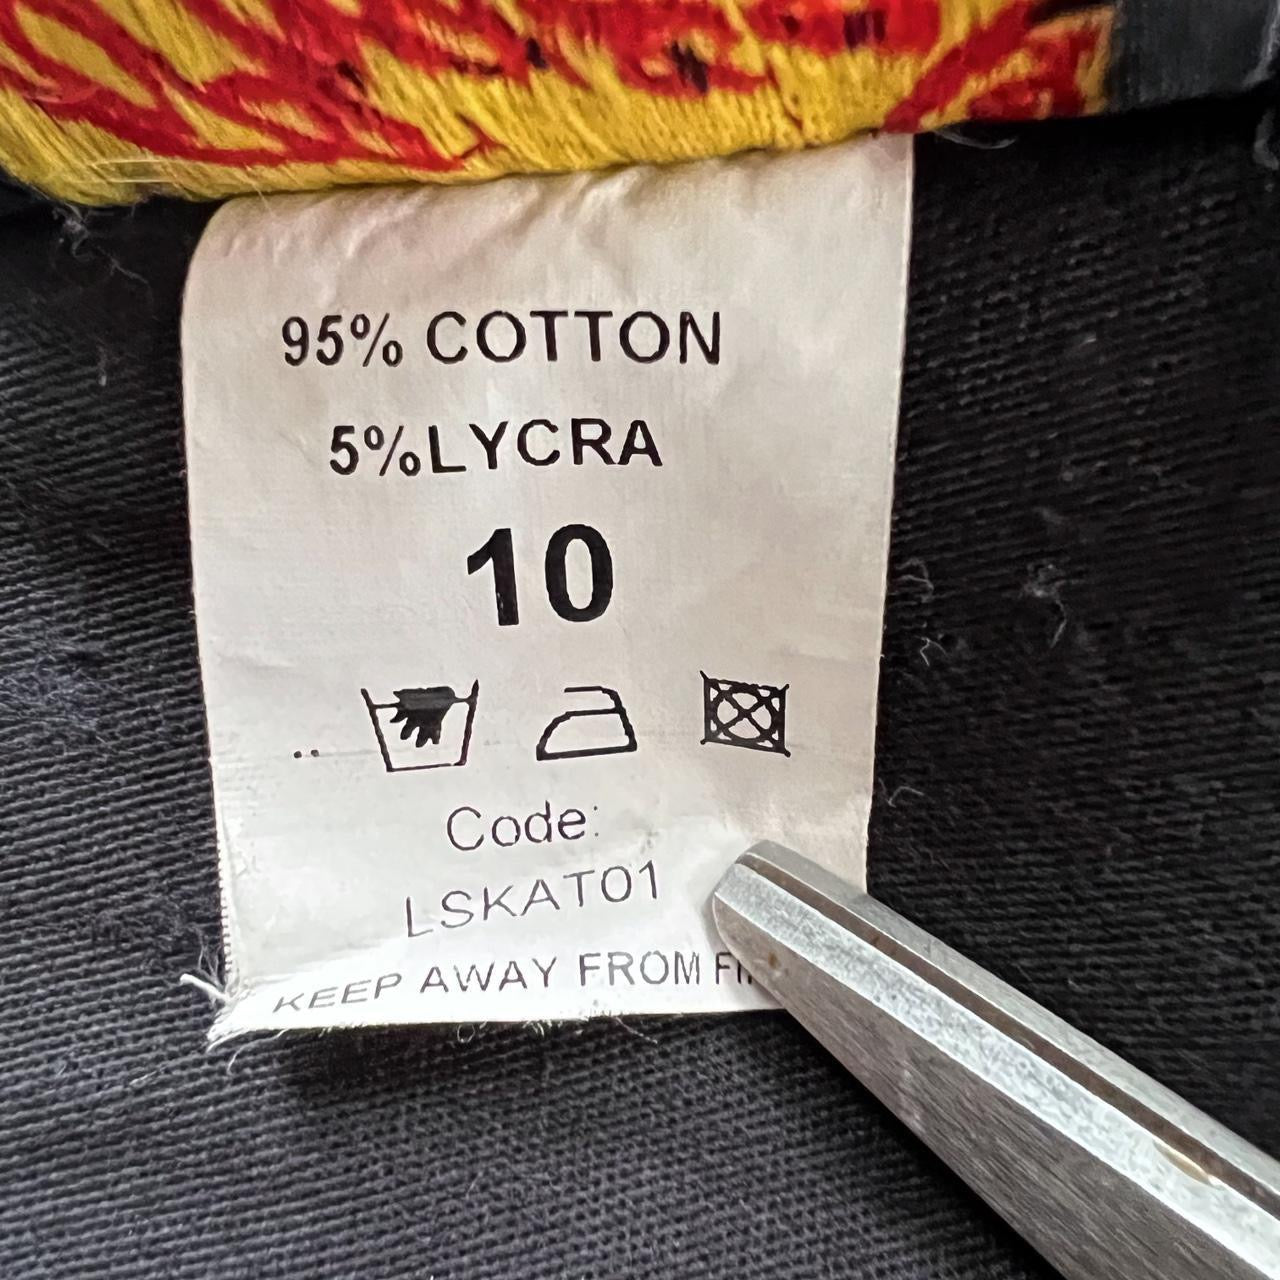 95% COTTON
5%LYCRA
10
Code:
LSKAT01
KEEP AWAY FROM